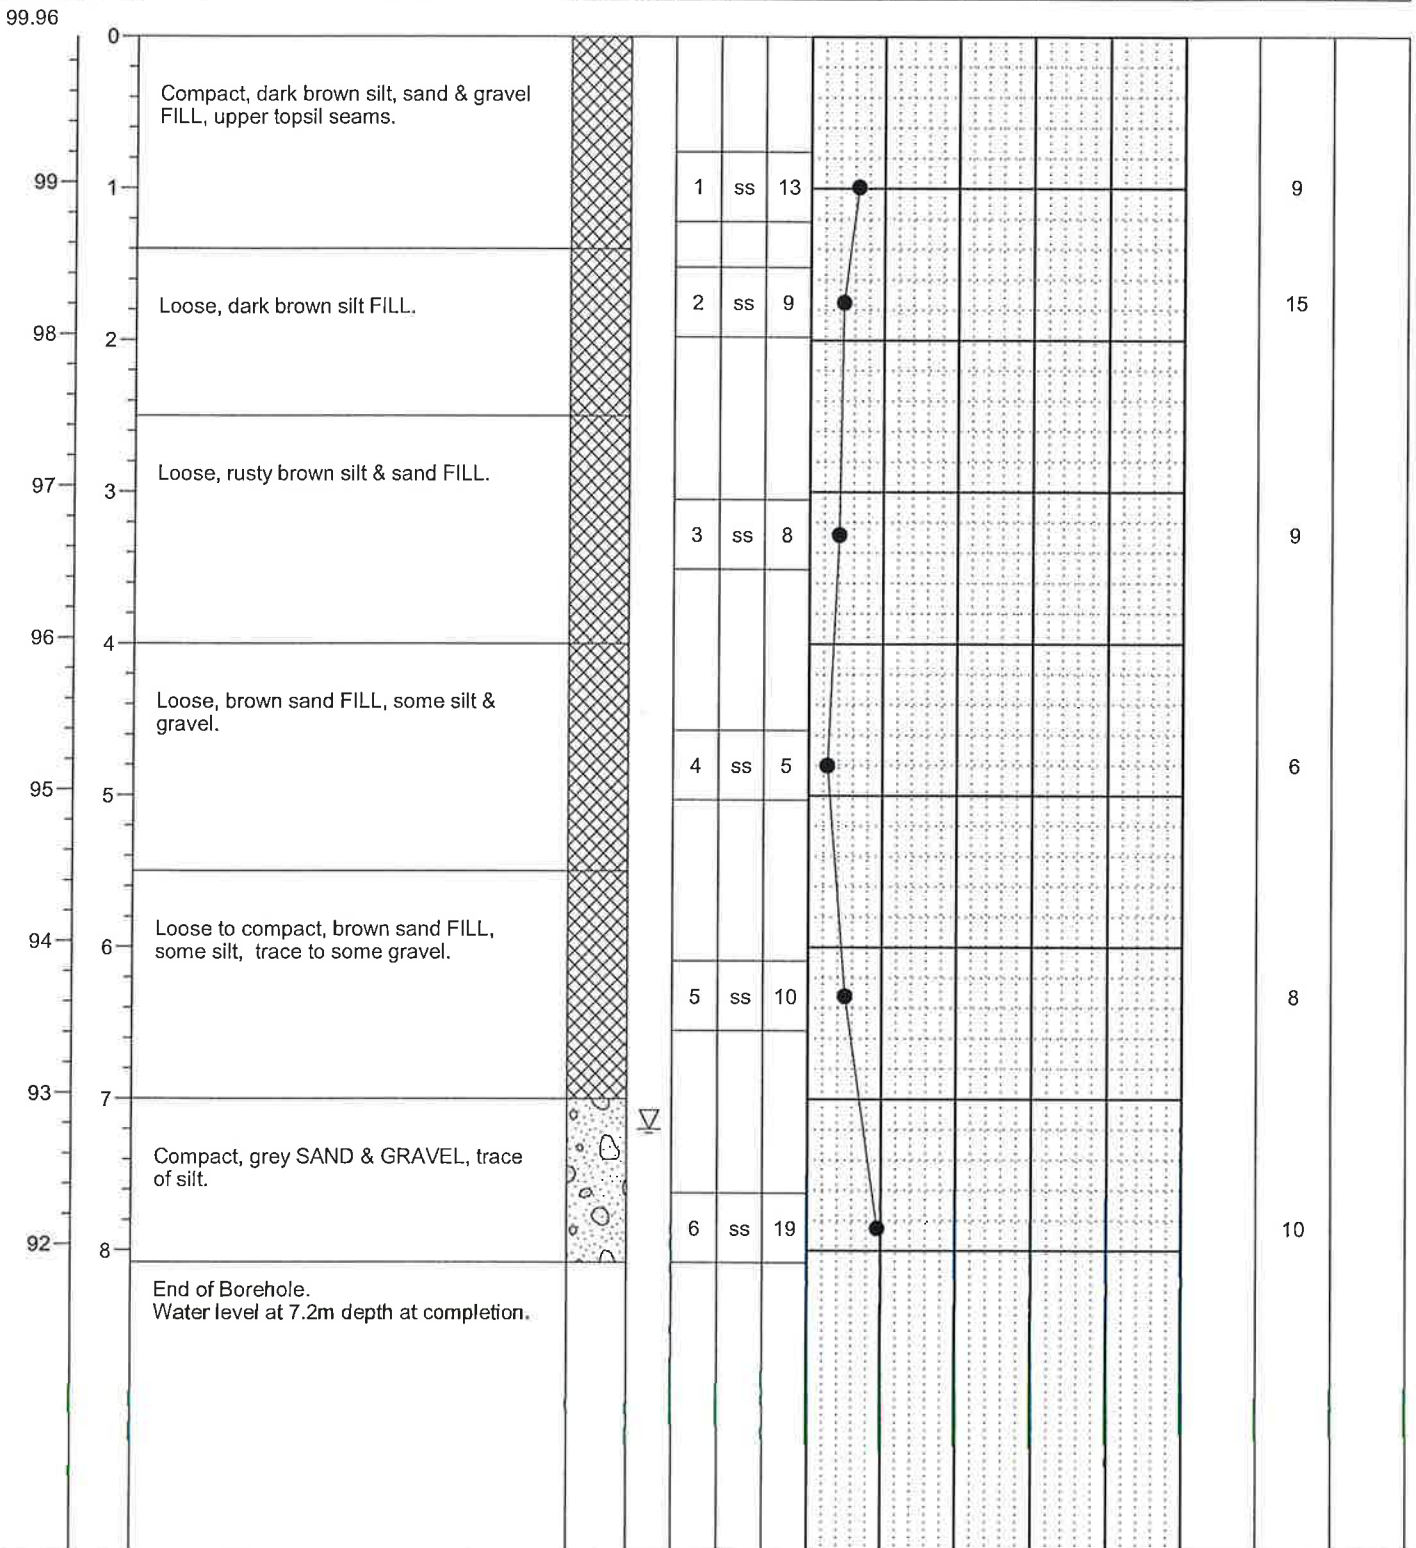 99.96
0
Compact, dark brown silt, sand & gravel
FILL, upper topsil seams.
99
1
1 ss 13
9
Loose, dark brown silt FILL.
2 ss 9
15
98
2
Loose, rusty brown silt & sand FILL.
97
3
3 ss 8
9
96
4
Loose, brown sand FILL, some silt &
gravel.
4 ss 5
6
95
5
Loose to compact, brown sand FILL,
some silt, trace to some gravel.
94
6
5 ss 10
8
93
7
Compact, grey SAND & GRAVEL, trace
of silt.
6 ss 19
10
92
8
End of Borehole.
Water level at 7.2m depth at completion.